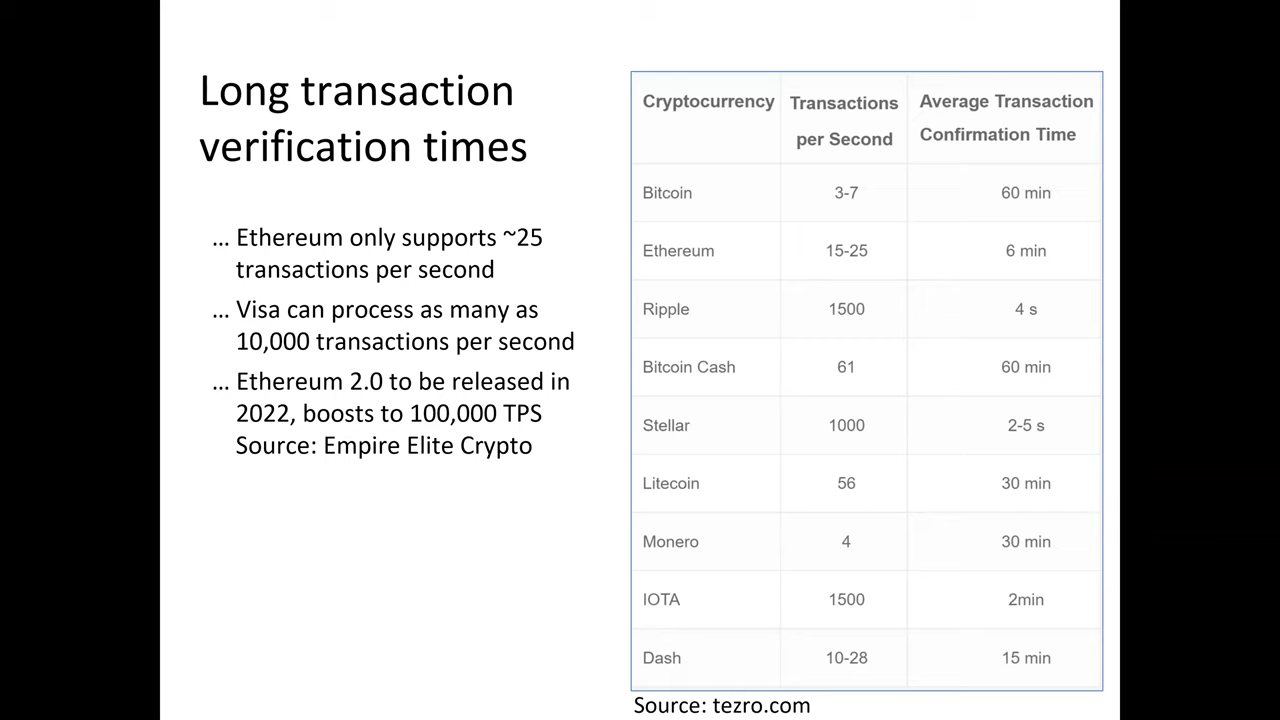 Long transaction
verification times
... Ethereum only supports ~25
transactions per second
... Visa can process as many as
10,000 transactions per second
... Ethereum 2.0 to be released in
2022, boosts to 100,000 TPS
Source: Empire Elite Crypto
Cryptocurrency Transactions per Second Average Transaction Confirmation Time
Bitcoin 3-7 60 min
Ethereum 15-25 6 min
Ripple 1500 4 s
Bitcoin Cash 61 60 min
Stellar 1000 2-5 s
Litecoin 56 30 min
Monero 4 30 min
IOTA 1500 2min
Dash 10-28 15 min
Source: tezro.com